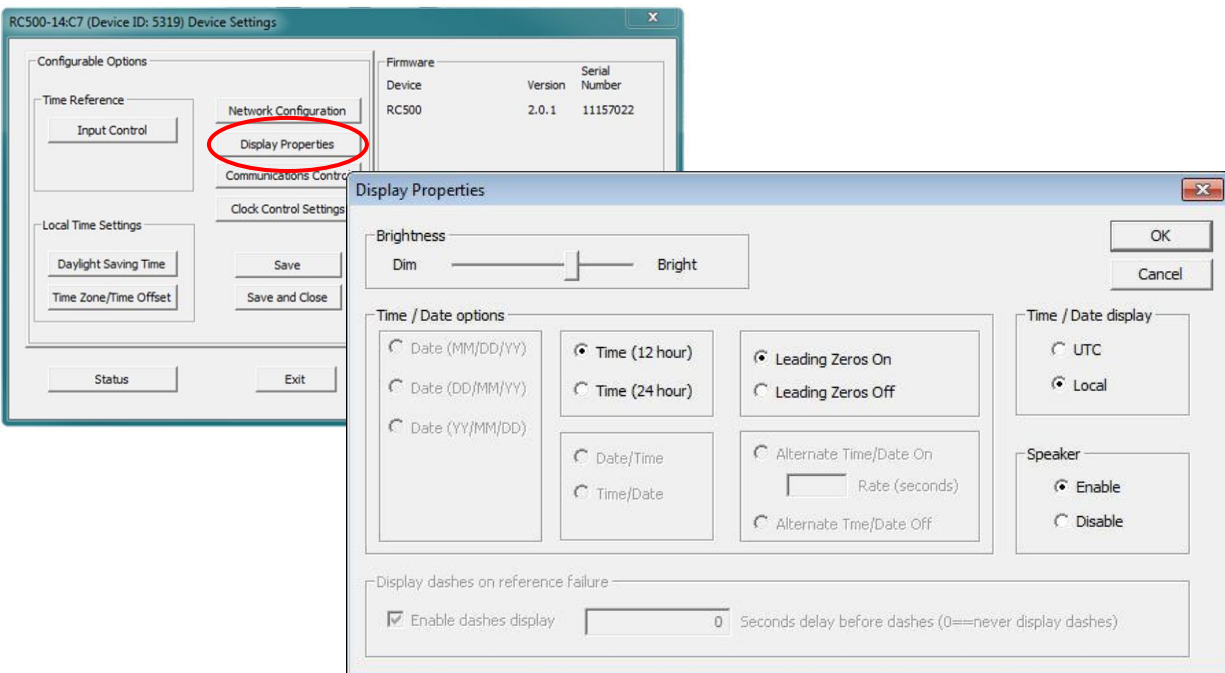 RC500-14:C7 (Device ID: 5319) Device Settings
Configurable Options
Time Reference
Input Control
Network Configuration
Display Properties
Communications Contro
Clock Control Settings
Local Time Settings
Daylight Saving Time
Time Zone/Time Offset
Save
Save and Close
Status
Exit
Firmware
Serial
Device Version Number
RC500 2.0.1 11157022
Display Properties
Brightness
Dim Bright
OK
Cancel
Time / Date options
Date (MM/DD/YY)
Date (DD/MM/YY)
Date (YY/MM/DD)
Time (12 hour)
Time (24 hour)
Date/Time
Time/Date
Leading Zeros On
Leading Zeros Off
Alternate Time/Date On
Rate (seconds)
Alternate Tme/Date Off
Time / Date display
UTC
Local
Speaker
Enable
Disable
Display dashes on reference failure
Enable dashes display 0 Seconds delay before dashes (0==never display dashes)